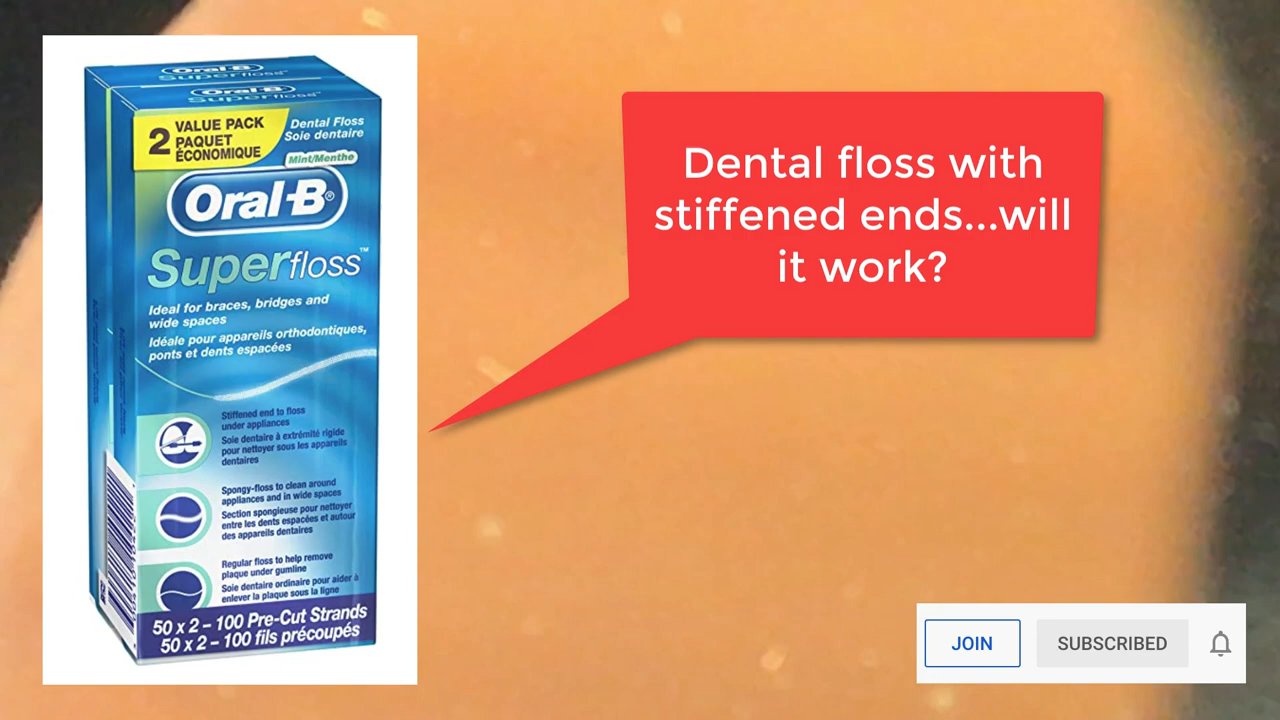 Oral-B
Superfloss
Oral-B
Superfloss™
2 VALUE PACK
PAQUET
ÉCONOMIQUE
Dental Floss
Soie dentaire
Mint/Menthe
Oral-B®
Superfloss™
Ideal for braces, bridges and
wide spaces
Idéale pour appareils orthodontiques,
ponts et dents espacées
Stiffened end to floss
under appliances
Soie dentaire à extrémité rigide
pour nettoyer sous les appareils
dentaires
Spongy-floss to clean around
appliances and in wide spaces
Section spongieuse pour nettoyer
entre les dents espacées et autour
des appareils dentaires
Regular floss to help remove
plaque under gumline
Soie dentaire ordinaire pour aider à
enlever la plaque sous la ligne
50 x 2 – 100 Pre-Cut Strands
50 x 2 – 100 fils précoupés
Dental floss with
stiffened ends...will
it work?
JOIN
SUBSCRIBED